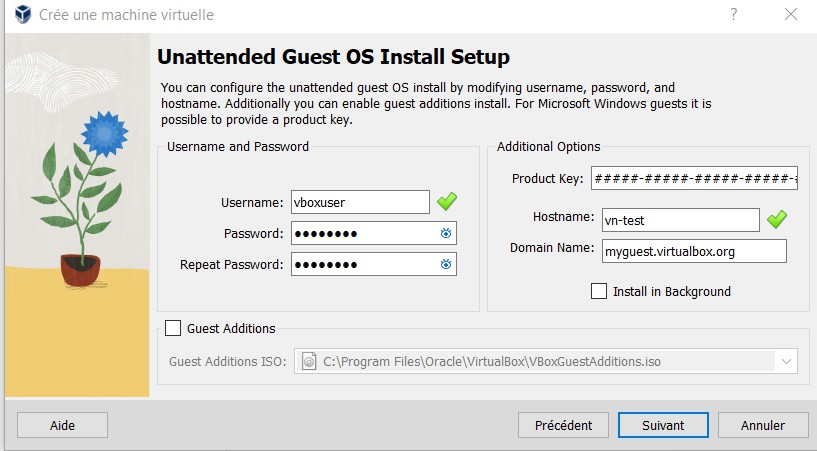 Crée une machine virtuelle
Unattended Guest OS Install Setup
You can configure the unattended guest OS install by modifying username, password, and
hostname. Additionally you can enable guest additions install. For Microsoft Windows guests it is
possible to provide a product key.
Username and Password
Username: vboxuser
Password: ●●●●●●●●
Repeat Password: ●●●●●●●●
Additional Options
Product Key: #####-#####-#####-#####-#
Hostname: vn-test
Domain Name: myguest.virtualbox.org
Install in Background
Guest Additions
Guest Additions ISO: C:\Program Files\Oracle\VirtualBox\VBoxGuestAdditions.iso
Aide
Précédent
Suivant
Annuler